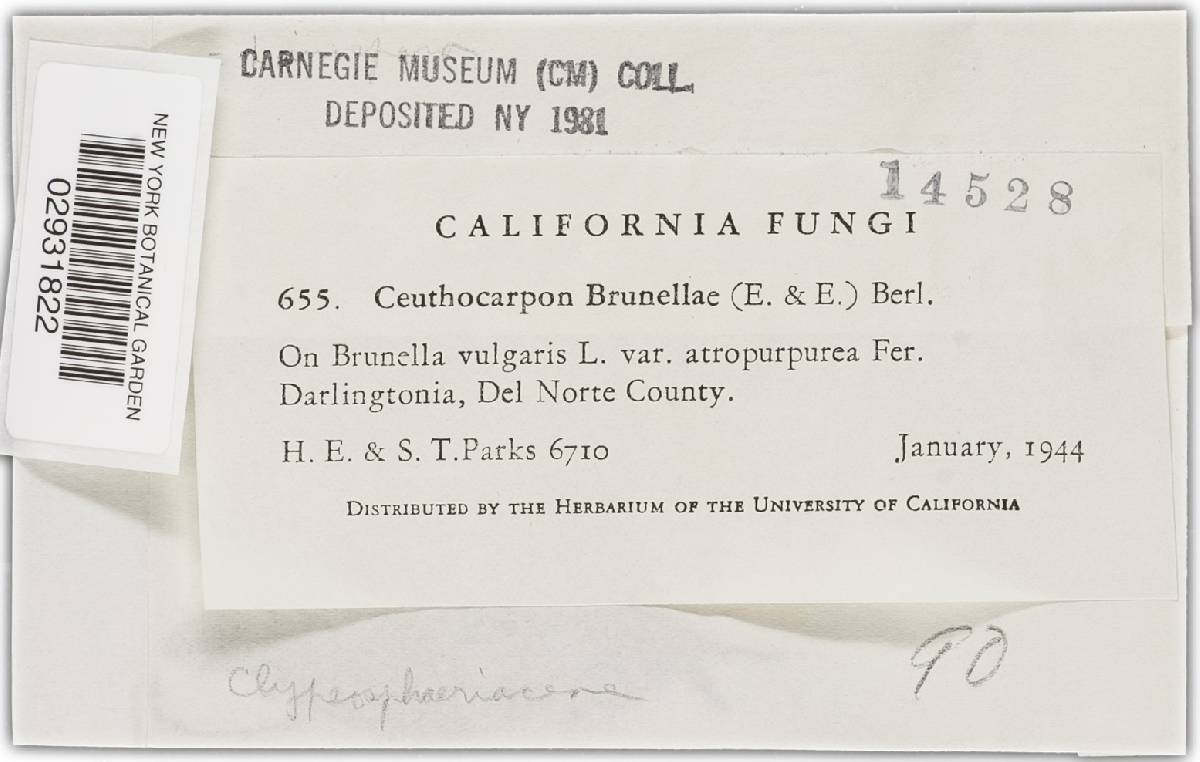 CARNEGIE MUSEUM (CM) COLL.
DEPOSITED NY 1981
NEW YORK BOTANICAL GARDEN
02931822
14528
CALIFORNIA FUNGI
655. Ceuthocarpon Brunellae (E. & E.) Berl.
On Brunella vulgaris L. var. atropurpurea Fer.
Darlingtonia, Del Norte County.
H. E. & S. T. Parks 6710 January, 1944
DISTRIBUTED BY THE HERBARIUM OF THE UNIVERSITY OF CALIFORNIA
Clypeosphaeriaceae
90